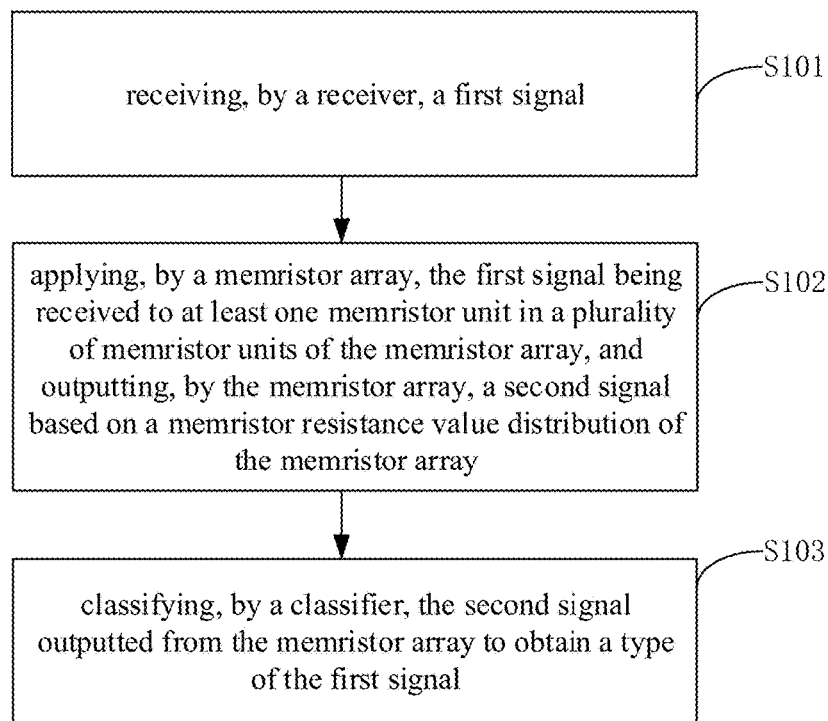 receiving, by a receiver, a first signal
S101
applying, by a memristor array, the first signal being
received to at least one memristor unit in a plurality
of memristor units of the memristor array, and
outputting, by the memristor array, a second signal
based on a memristor resistance value distribution of
the memristor array
S102
classifying, by a classifier, the second signal
outputted from the memristor array to obtain a type
of the first signal
S103